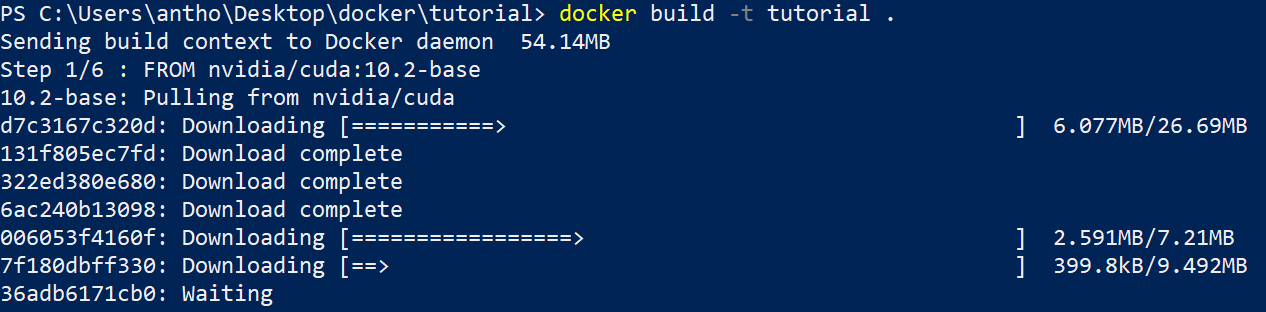 PS C:\Users\antho\Desktop\docker\tutorial> docker build -t tutorial .
Sending build context to Docker daemon  54.14MB
Step 1/6 : FROM nvidia/cuda:10.2-base
10.2-base: Pulling from nvidia/cuda
d7c3167c320d: Downloading [===========>                                       ]  6.077MB/26.69MB
131f805ec7fd: Download complete
322ed380e680: Download complete
6ac240b13098: Download complete
006053f4160f: Downloading [=================>                                 ]  2.591MB/7.21MB
7f180dbff330: Downloading [==>                                                ]  399.8kB/9.492MB
36adb6171cb0: Waiting